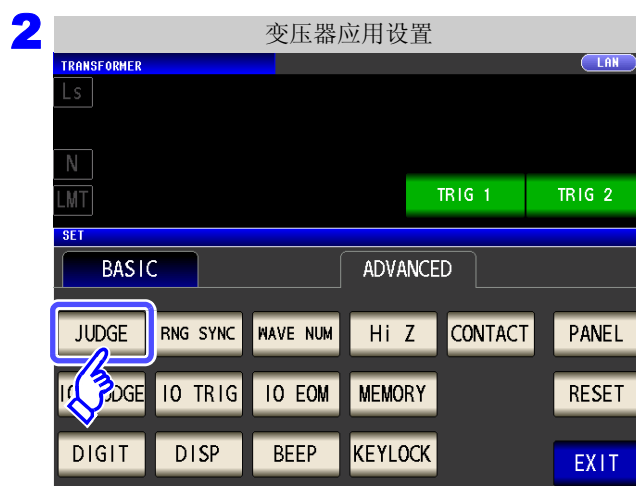 2
变压器应用设置
TRANSFORMER LAN
Ls
N
LMT TRIG 1 TRIG 2
SET
BASIC ADVANCED
JUDGE RNG SYNC WAVE NUM Hi Z CONTACT PANEL
IO JUDGE IO TRIG IO EOM MEMORY RESET
DIGIT DISP BEEP KEYLOCK EXIT